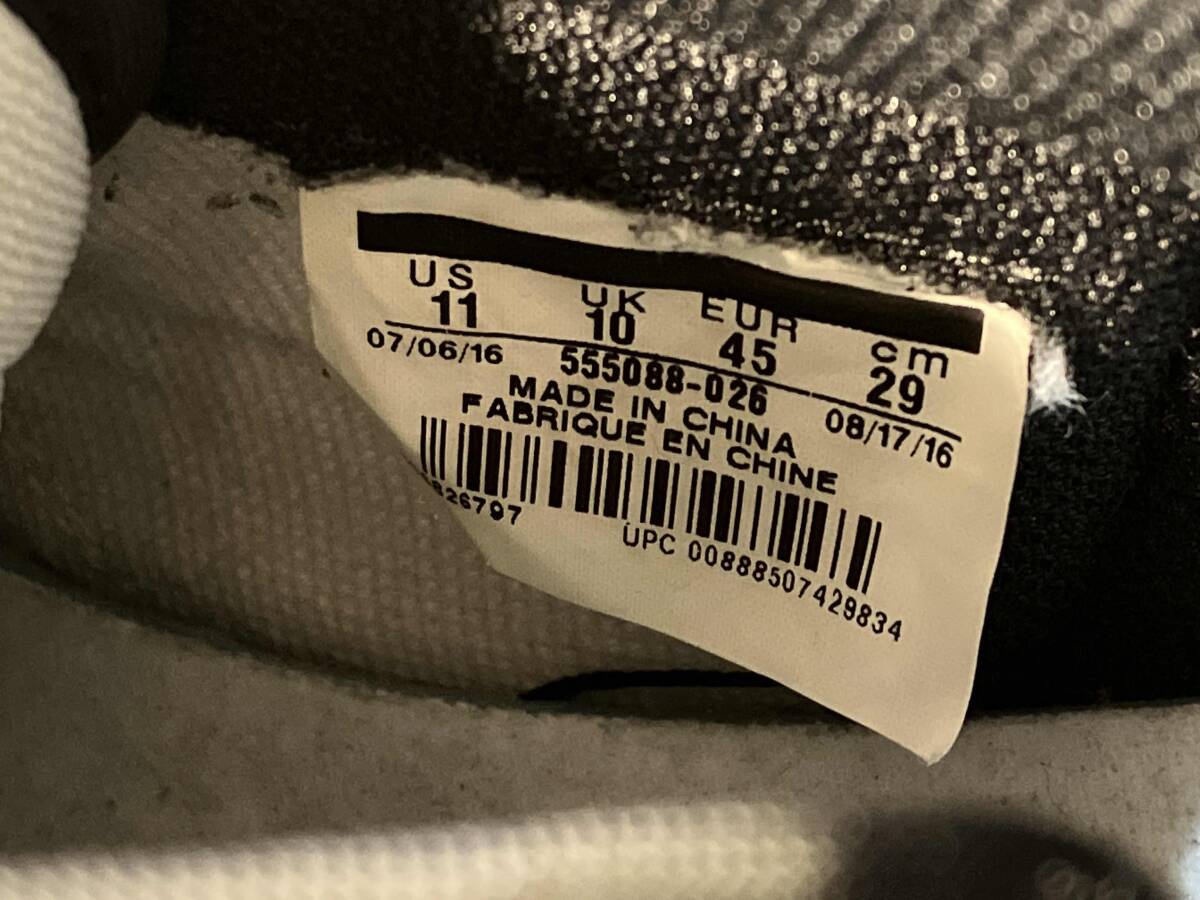 US UK EUR cm
11 10 45 29
07/06/16 555088-026 08/17/16
MADE IN CHINA
FABRIQUE EN CHINE
826797
UPC 00888507429834